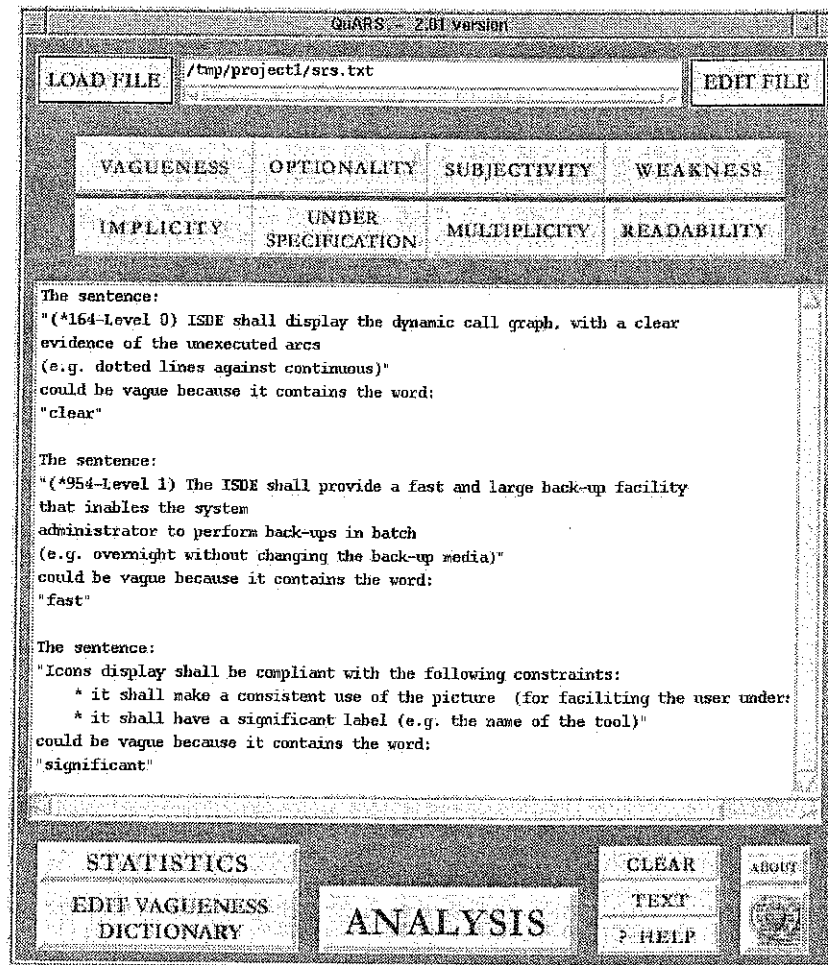 QuARS - 2.01 version
LOAD FILE
/tmp/project1/srs.txt
EDIT FILE
VAGUENESS OPTIONALITY SUBJECTIVITY WEAKNESS
IMPLICITY UNDER SPECIFICATION MULTIPLICITY READABILITY
The sentence:
"(*164-Level 0) ISDE shall display the dynamic call graph, with a clear
evidence of the unexecuted arcs
(e.g. dotted lines against continuous)"
could be vague because it contains the word:
"clear"
The sentence:
"(*954-Level 1) The ISDE shall provide a fast and large back-up facility
that inables the system
administrator to perform back-ups in batch
(e.g. overnight without changing the back-up media)"
could be vague because it contains the word:
"fast"
The sentence:
"Icons display shall be compliant with the following constraints:
* it shall make a consistent use of the picture (for faciliting the user under
* it shall have a significant label (e.g. the name of the tool)"
could be vague because it contains the word:
"significant"
STATISTICS
EDIT VAGUENESS
DICTIONARY
ANALYSIS
CLEAR
TEXT
? HELP
ABOUT